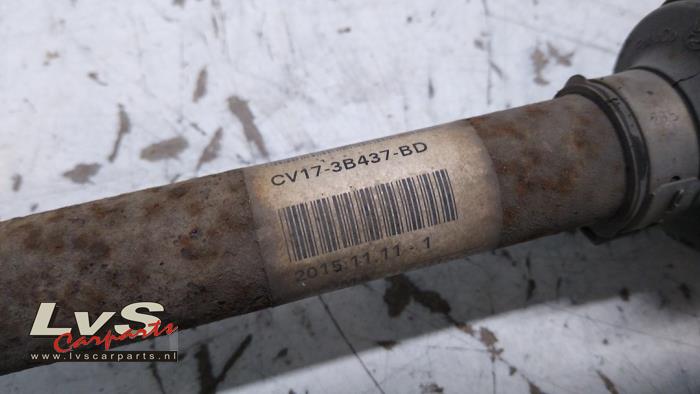 CV17-3B437-BD
2015.11.11 - 1
LvS
Carparts
www.lvscarparts.nl